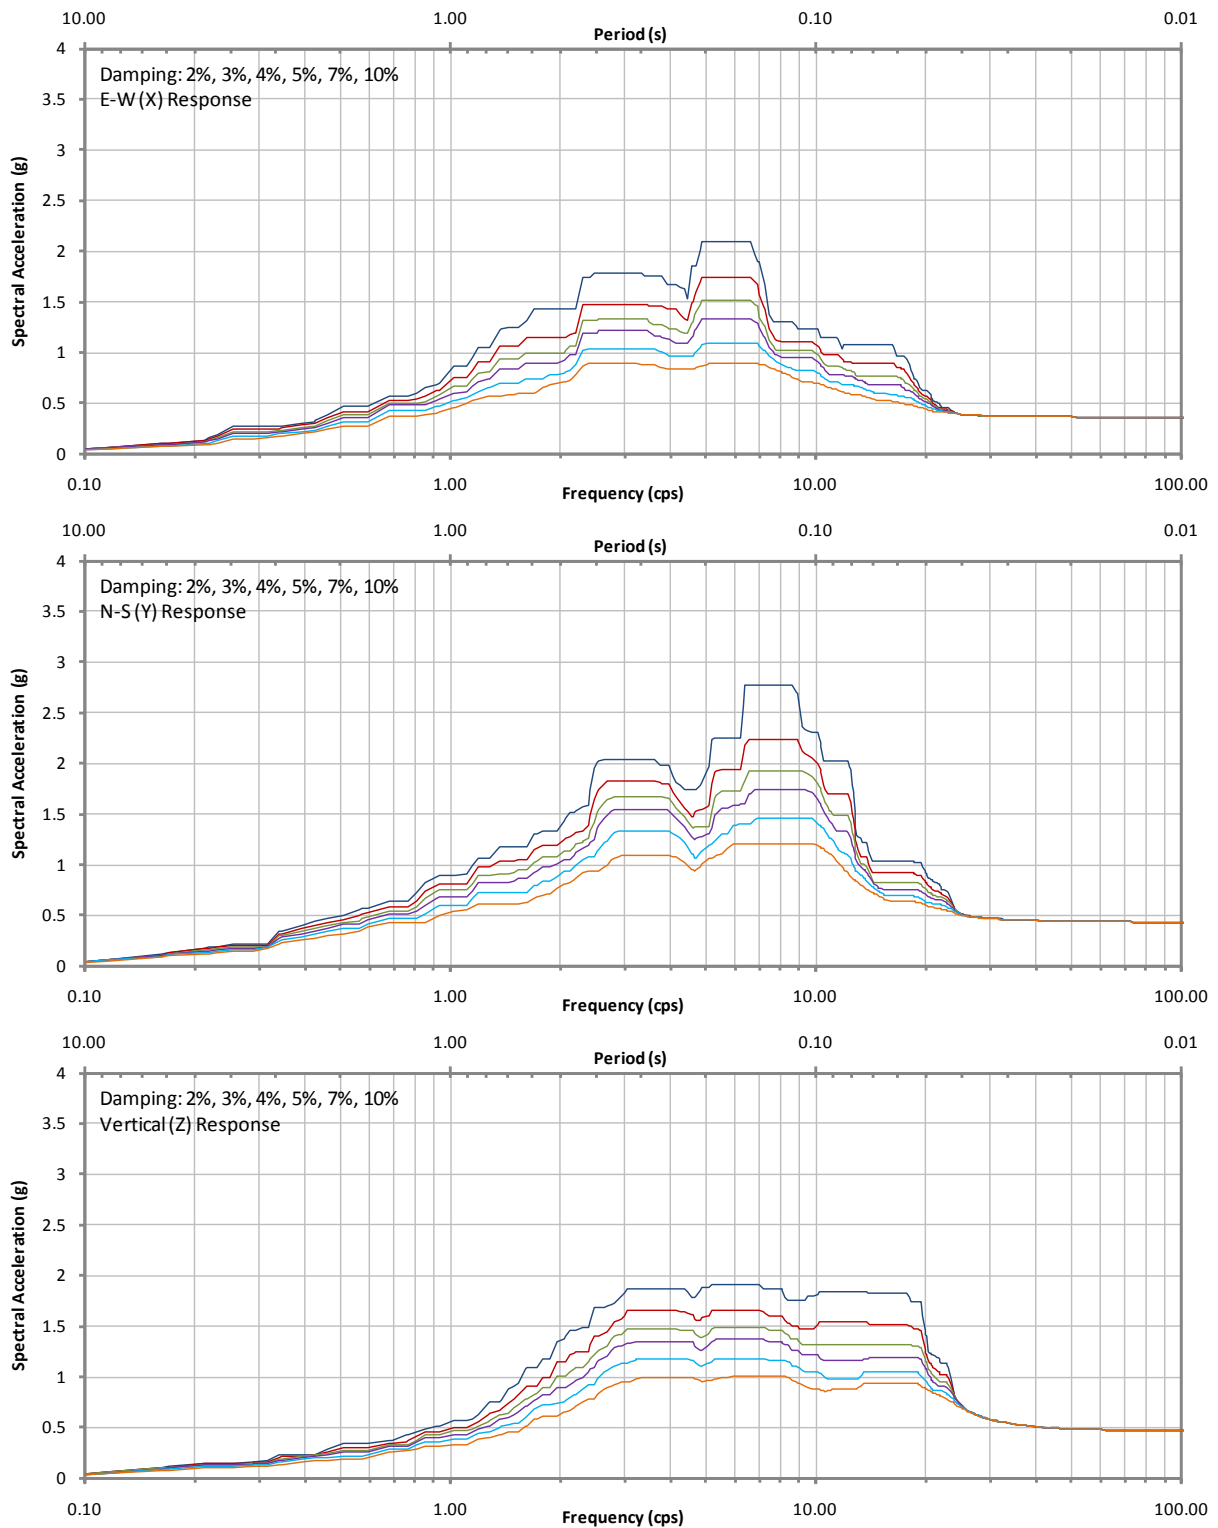 10.00 1.00 0.10 0.01
Period (s)
4
Damping: 2%, 3%, 4%, 5%, 7%, 10%
E-W (X) Response
3.5
3
2.5
2
1.5
1
0.5
0
Spectral Acceleration (g)
0.10 1.00 10.00 100.00
Frequency (cps)
10.00 1.00 0.10 0.01
Period (s)
4
Damping: 2%, 3%, 4%, 5%, 7%, 10%
N-S (Y) Response
3.5
3
2.5
2
1.5
1
0.5
0
Spectral Acceleration (g)
0.10 1.00 10.00 100.00
Frequency (cps)
10.00 1.00 0.10 0.01
Period (s)
4
Damping: 2%, 3%, 4%, 5%, 7%, 10%
Vertical (Z) Response
3.5
3
2.5
2
1.5
1
0.5
0
Spectral Acceleration (g)
0.10 1.00 10.00 100.00
Frequency (cps)